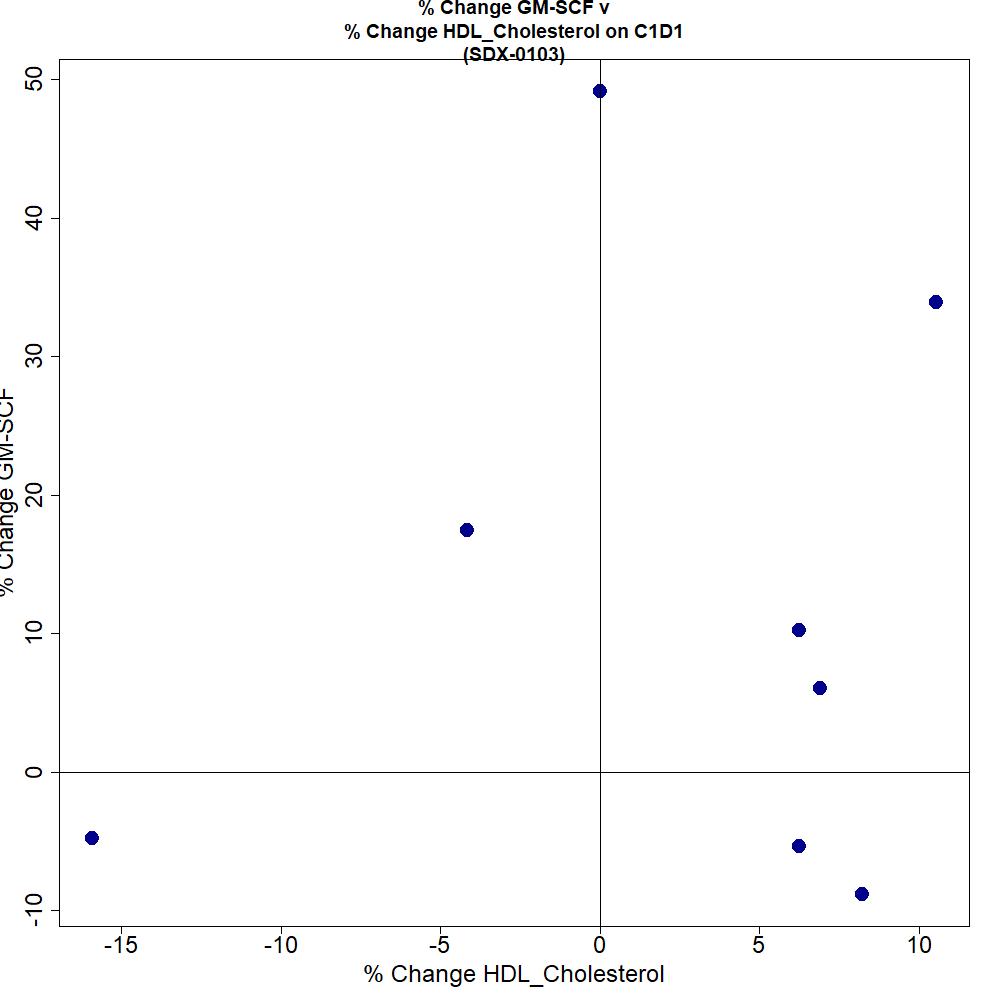 % Change GM-SCF v
% Change HDL_Cholesterol on C1D1
(SDX-0103)
50
40
30
20
10
0
-10
% Change GM-SCF
-15 -10 -5 0 5 10
% Change HDL_Cholesterol